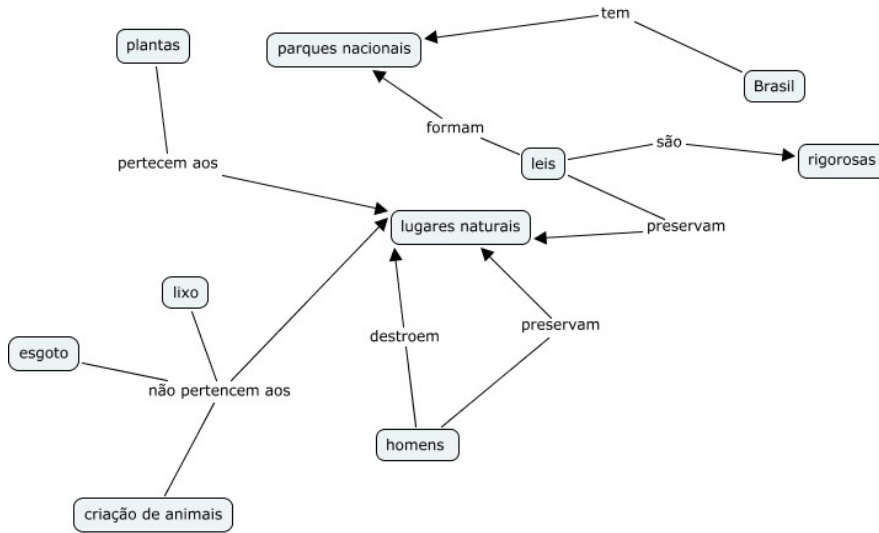 tem
plantas
parques nacionais
Brasil
formam
são
pertecem aos
leis
rigorosas
lugares naturais
preservam
lixo
destroem
preservam
esgoto
não pertencem aos
homens
criação de animais